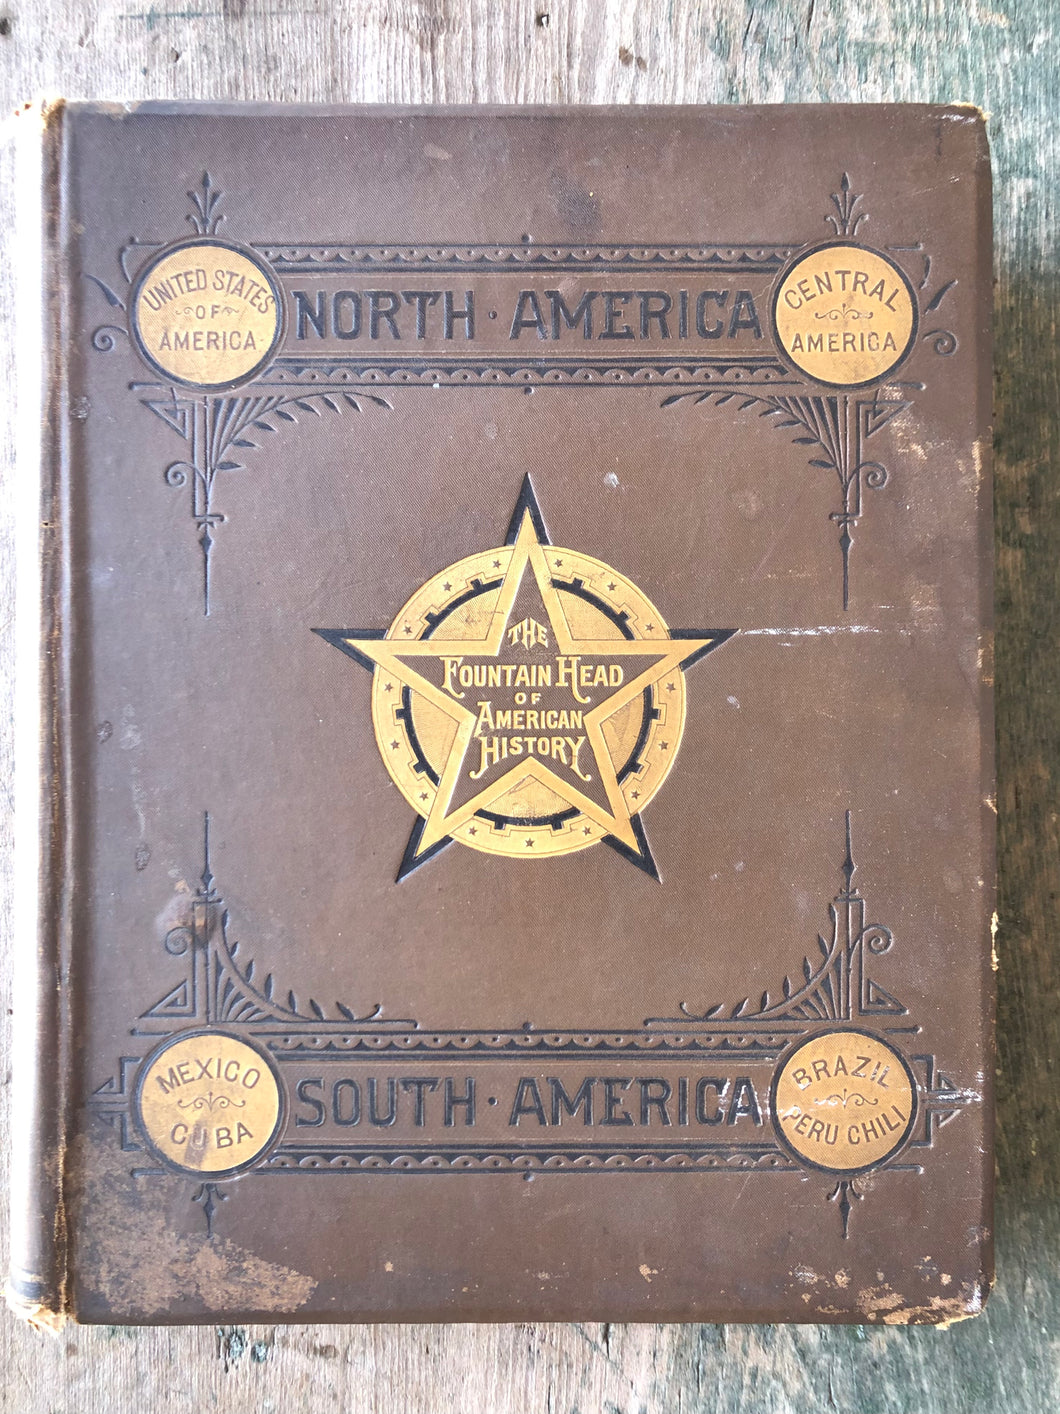 UNITED STATES
OF
AMERICA
NORTH · AMERICA
CENTRAL
AMERICA
THE
FOUNTAIN HEAD
OF
AMERICAN
HISTORY
MEXICO
CUBA
SOUTH · AMERICA
BRAZIL
PERU CHILI